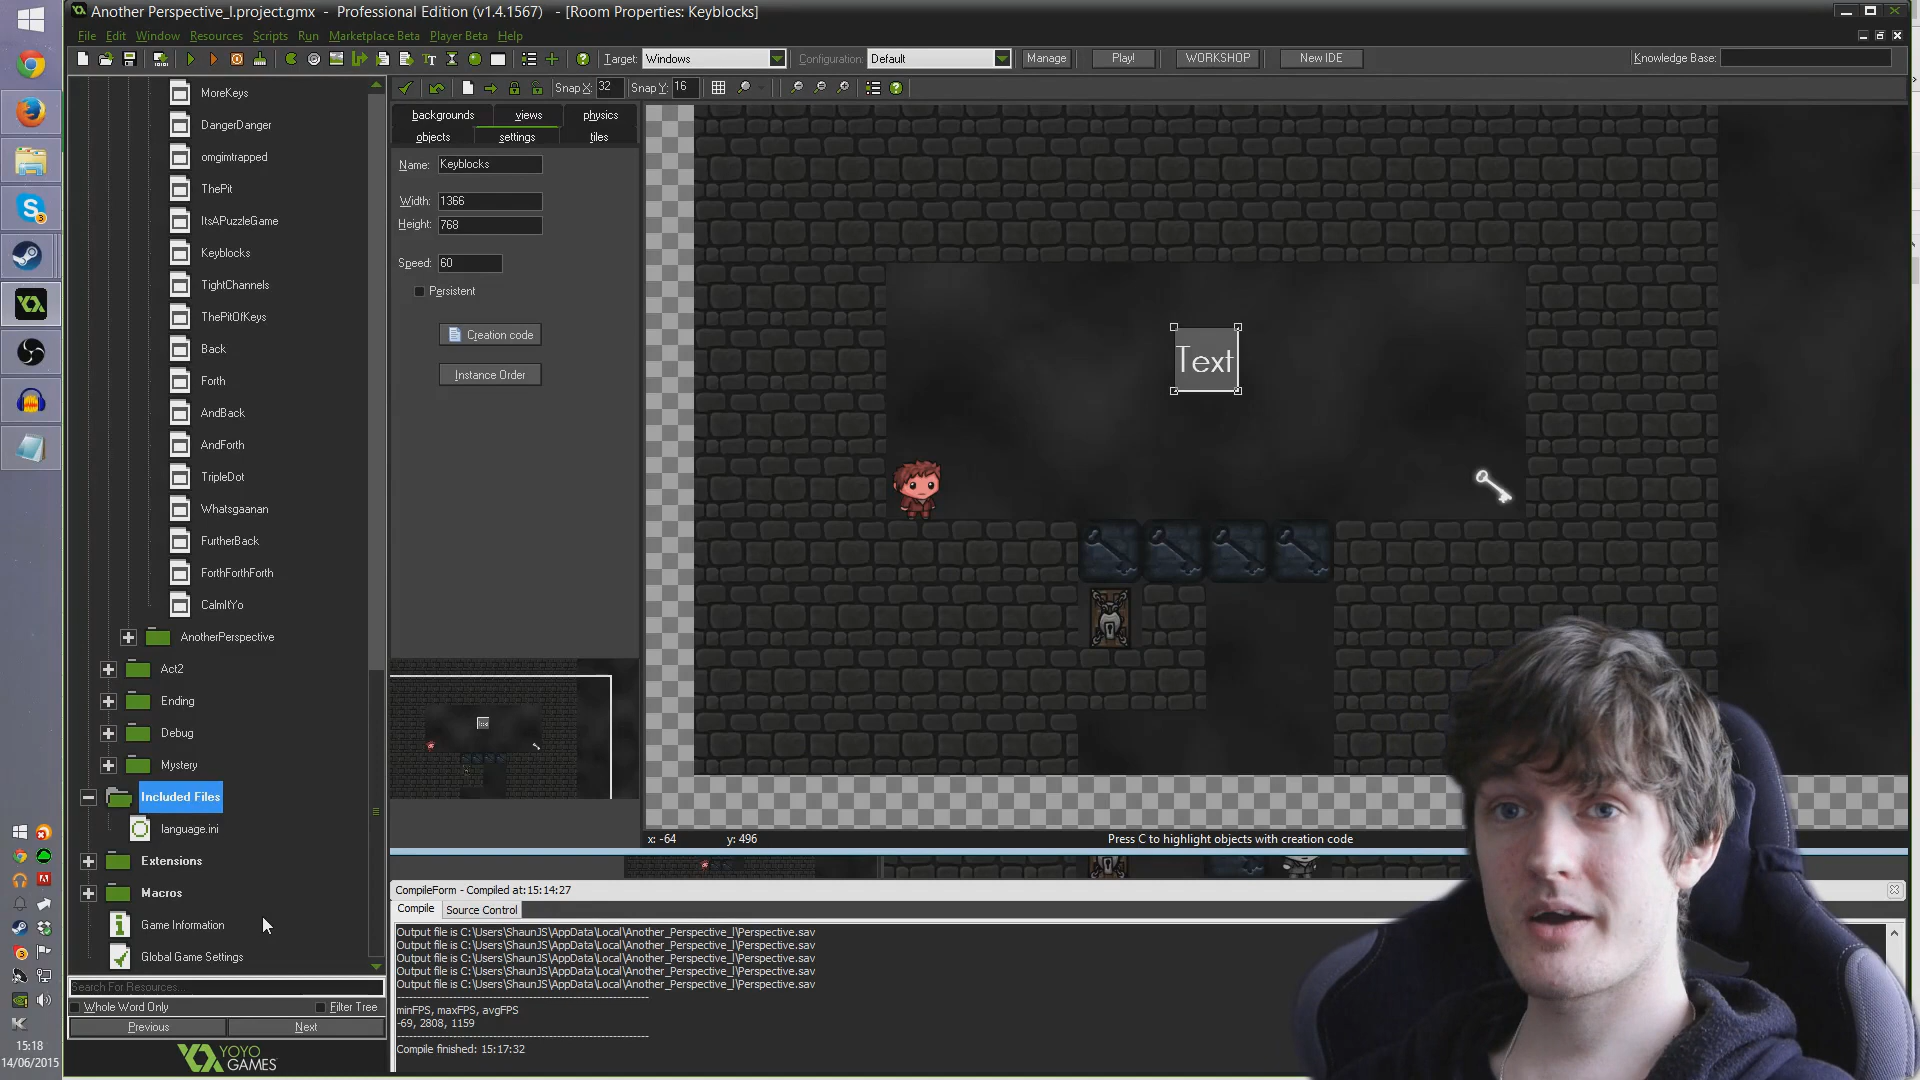 Another Perspective_l.project.gmx - Professional Edition (v1.4.1567) - [Room Properties: Keyblocks]
File Edit Window Resources Scripts Run Marketplace Beta Player Beta Help
Target: Windows Configuration: Default Manage Play! WORKSHOP New IDE Knowledge Base:
Snap X: 32 Snap Y: 16
MoreKeys
DangerDanger
omgimtrapped
ThePit
ItsAPuzzleGame
Keyblocks
TightChannels
ThePitOfKeys
Back
Forth
AndBack
AndForth
TripleDot
Whatsgaanan
FurtherBack
ForthForthForth
CalmItYo
AnotherPerspective
Act2
Ending
Debug
Mystery
Included Files
language.ini
Extensions
Macros
Game Information
Global Game Settings
Search For Resources...
Whole Word Only Filter Tree
Previous Next
YOYO
GAMES
backgrounds views physics
objects settings tiles
Name: Keyblocks
Width: 1366
Height: 768
Speed: 60
Persistent
Creation code
Instance Order
Text
x: -64 y: 496 Press C to highlight objects with creation code
CompileForm - Compiled at:15:14:27
Compile Source Control
Output file is C:\Users\ShaunJS\AppData\Local\Another_Perspective_l\Perspective.sav
Output file is C:\Users\ShaunJS\AppData\Local\Another_Perspective_l\Perspective.sav
Output file is C:\Users\ShaunJS\AppData\Local\Another_Perspective_l\Perspective.sav
Output file is C:\Users\ShaunJS\AppData\Local\Another_Perspective_l\Perspective.sav
Output file is C:\Users\ShaunJS\AppData\Local\Another_Perspective_l\Perspective.sav
minFPS, maxFPS, avgFPS
-69, 2808, 1159
Compile finished: 15:17:32
15:18
14/06/2015